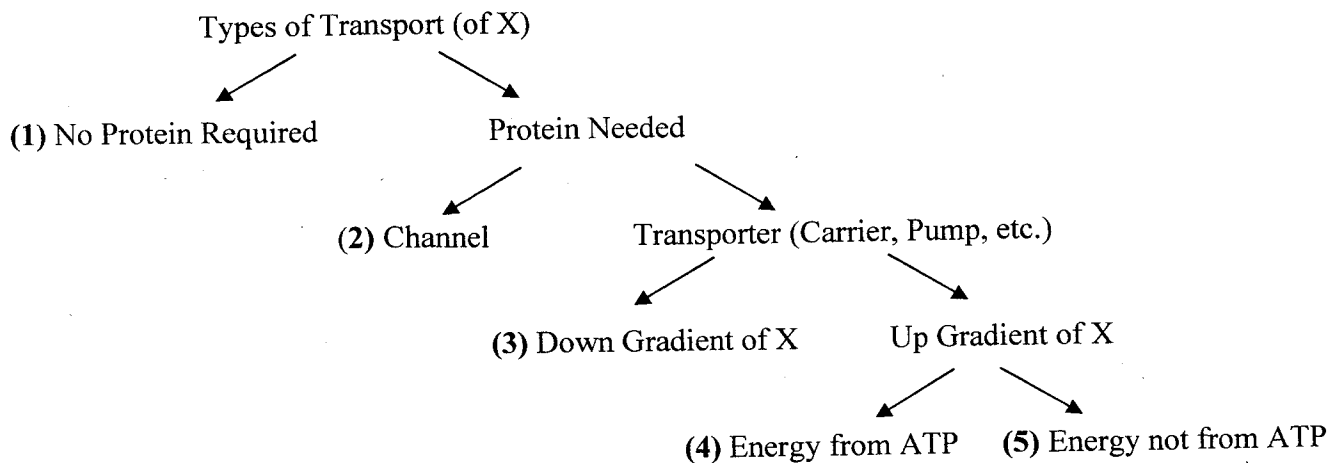 Types of Transport (of X)
(1) No Protein Required Protein Needed
(2) Channel Transporter (Carrier, Pump, etc.)
(3) Down Gradient of X Up Gradient of X
(4) Energy from ATP (5) Energy not from ATP